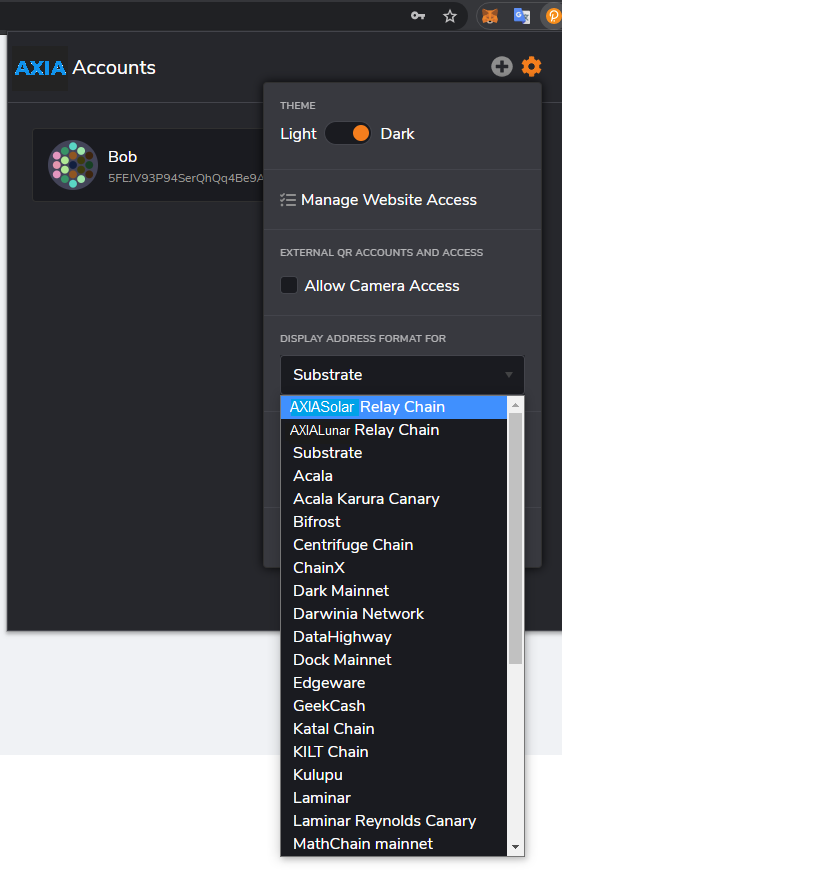 AXIA Accounts
THEME
Light Dark
Bob
5FEJV93P94SerQhQq4Be9A
Manage Website Access
EXTERNAL QR ACCOUNTS AND ACCESS
Allow Camera Access
DISPLAY ADDRESS FORMAT FOR
Substrate
AXIASolar Relay Chain
AXIALunar Relay Chain
Substrate
Acala
Acala Karura Canary
Bifrost
Centrifuge Chain
ChainX
Dark Mainnet
Darwinia Network
DataHighway
Dock Mainnet
Edgeware
GeekCash
Katal Chain
KILT Chain
Kulupu
Laminar
Laminar Reynolds Canary
MathChain mainnet